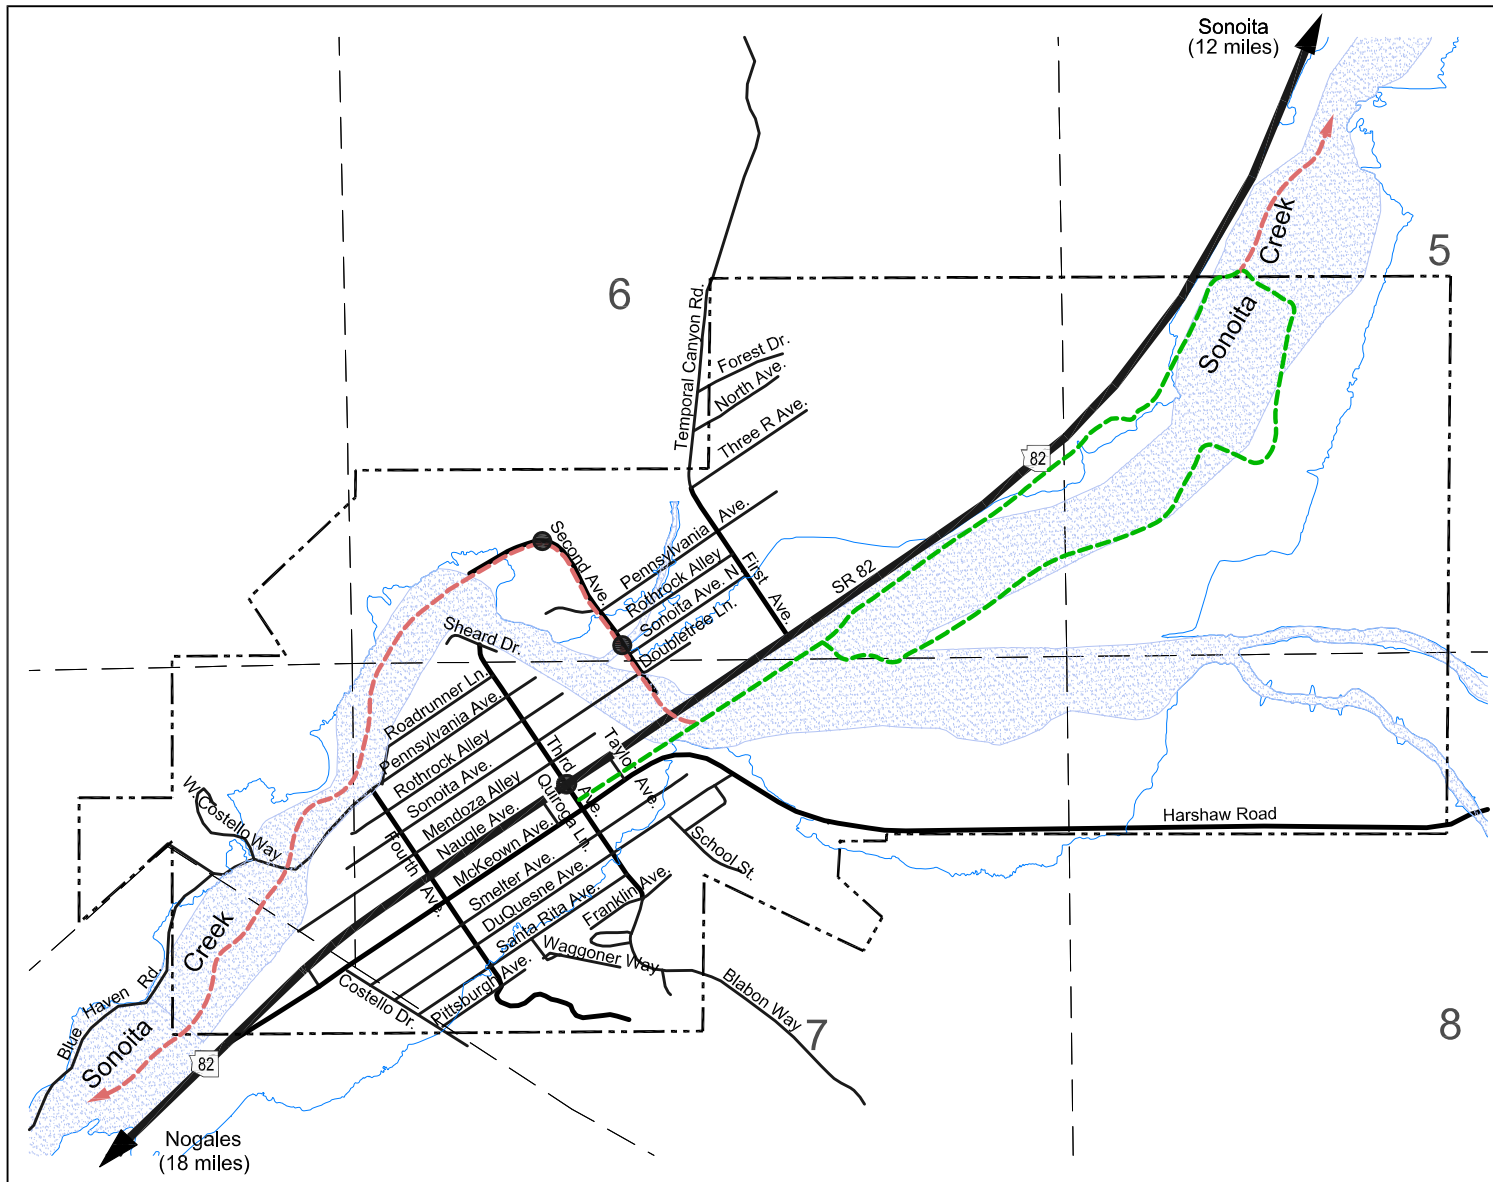 Sonoita
(12 miles)
Creek
5
6
Sonoita
Temporal Canyon Rd.
Forest Dr.
North Ave.
Three R Ave.
82
Second Ave.
Pennsylvania Ave.
Rothrock Alley
Sonoita Ave. N
Doubletree Ln.
First Ave.
SR 82
Sheard Dr.
Roadrunner Ln.
Pennsylvania Ave.
Rothrock Alley
Sonoita Ave.
Mendoza Alley
Naugle Ave.
McKeown Ave.
Smelter Ave.
DuQuesne Ave.
Santa Rita Ave.
Pittsburgh Ave.
Third Ave.
Taylor Ave.
Quiroga Ln.
Fourth Ave.
W. Costello Way
Harshaw Road
School St.
Franklin Ave.
Waggoner Way
Blabon Way
Costello Dr.
Creek
Blue Haven Rd.
Sonoita
82
7
8
Nogales
(18 miles)